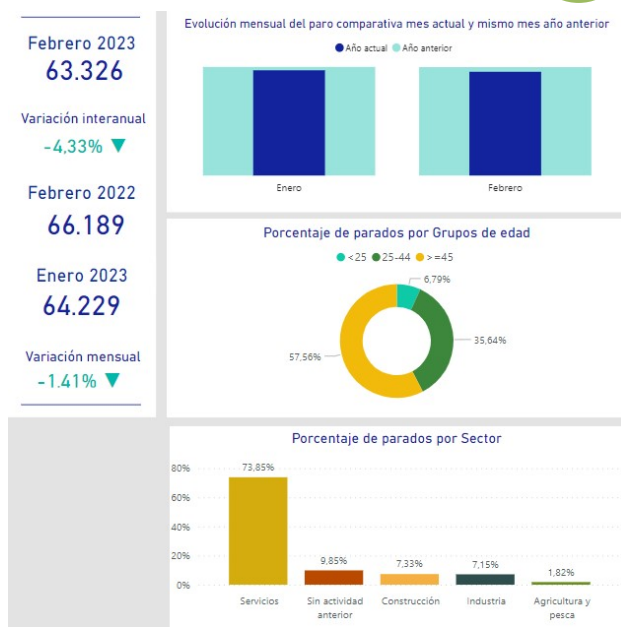 Febrero 2023
63.326
Variación interanual
-4,33% ▼
Febrero 2022
66.189
Enero 2023
64.229
Variación mensual
-1.41% ▼
Evolución mensual del paro comparativa mes actual y mismo mes año anterior
Año actual Año anterior
Enero Febrero
Porcentaje de parados por Grupos de edad
<25 25-44 >=45
6,79%
35,64%
57,56%
Porcentaje de parados por Sector
80%
60%
40%
20%
0%
73,85%
9,85%
7,33%
7,15%
1,82%
Servicios
Sin actividad
anterior
Construcción
Industria
Agricultura y
pesca